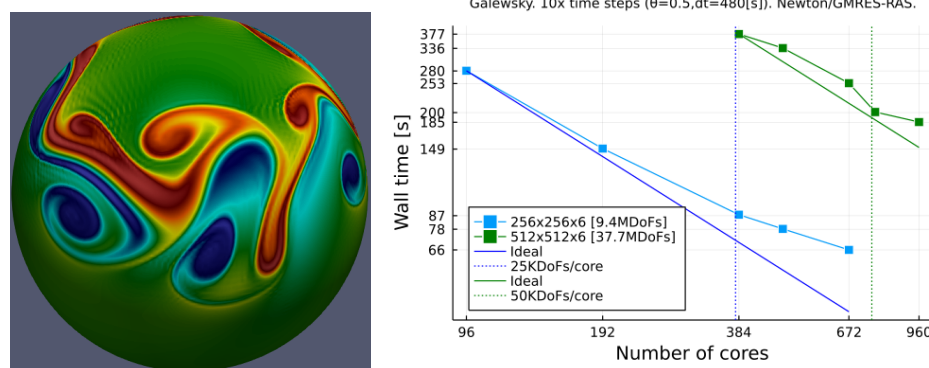 Galewsky. 10x time steps (θ=0.5,dt=480[s]). Newton/GMRES-RAS.
377
336
280
253
200
185
149
87
78
66
Wall time [s]
256x256x6 [9.4MDoFs]
512x512x6 [37.7MDoFs]
Ideal
25KDoFs/core
Ideal
50KDoFs/core
96 192 384 672 960
Number of cores